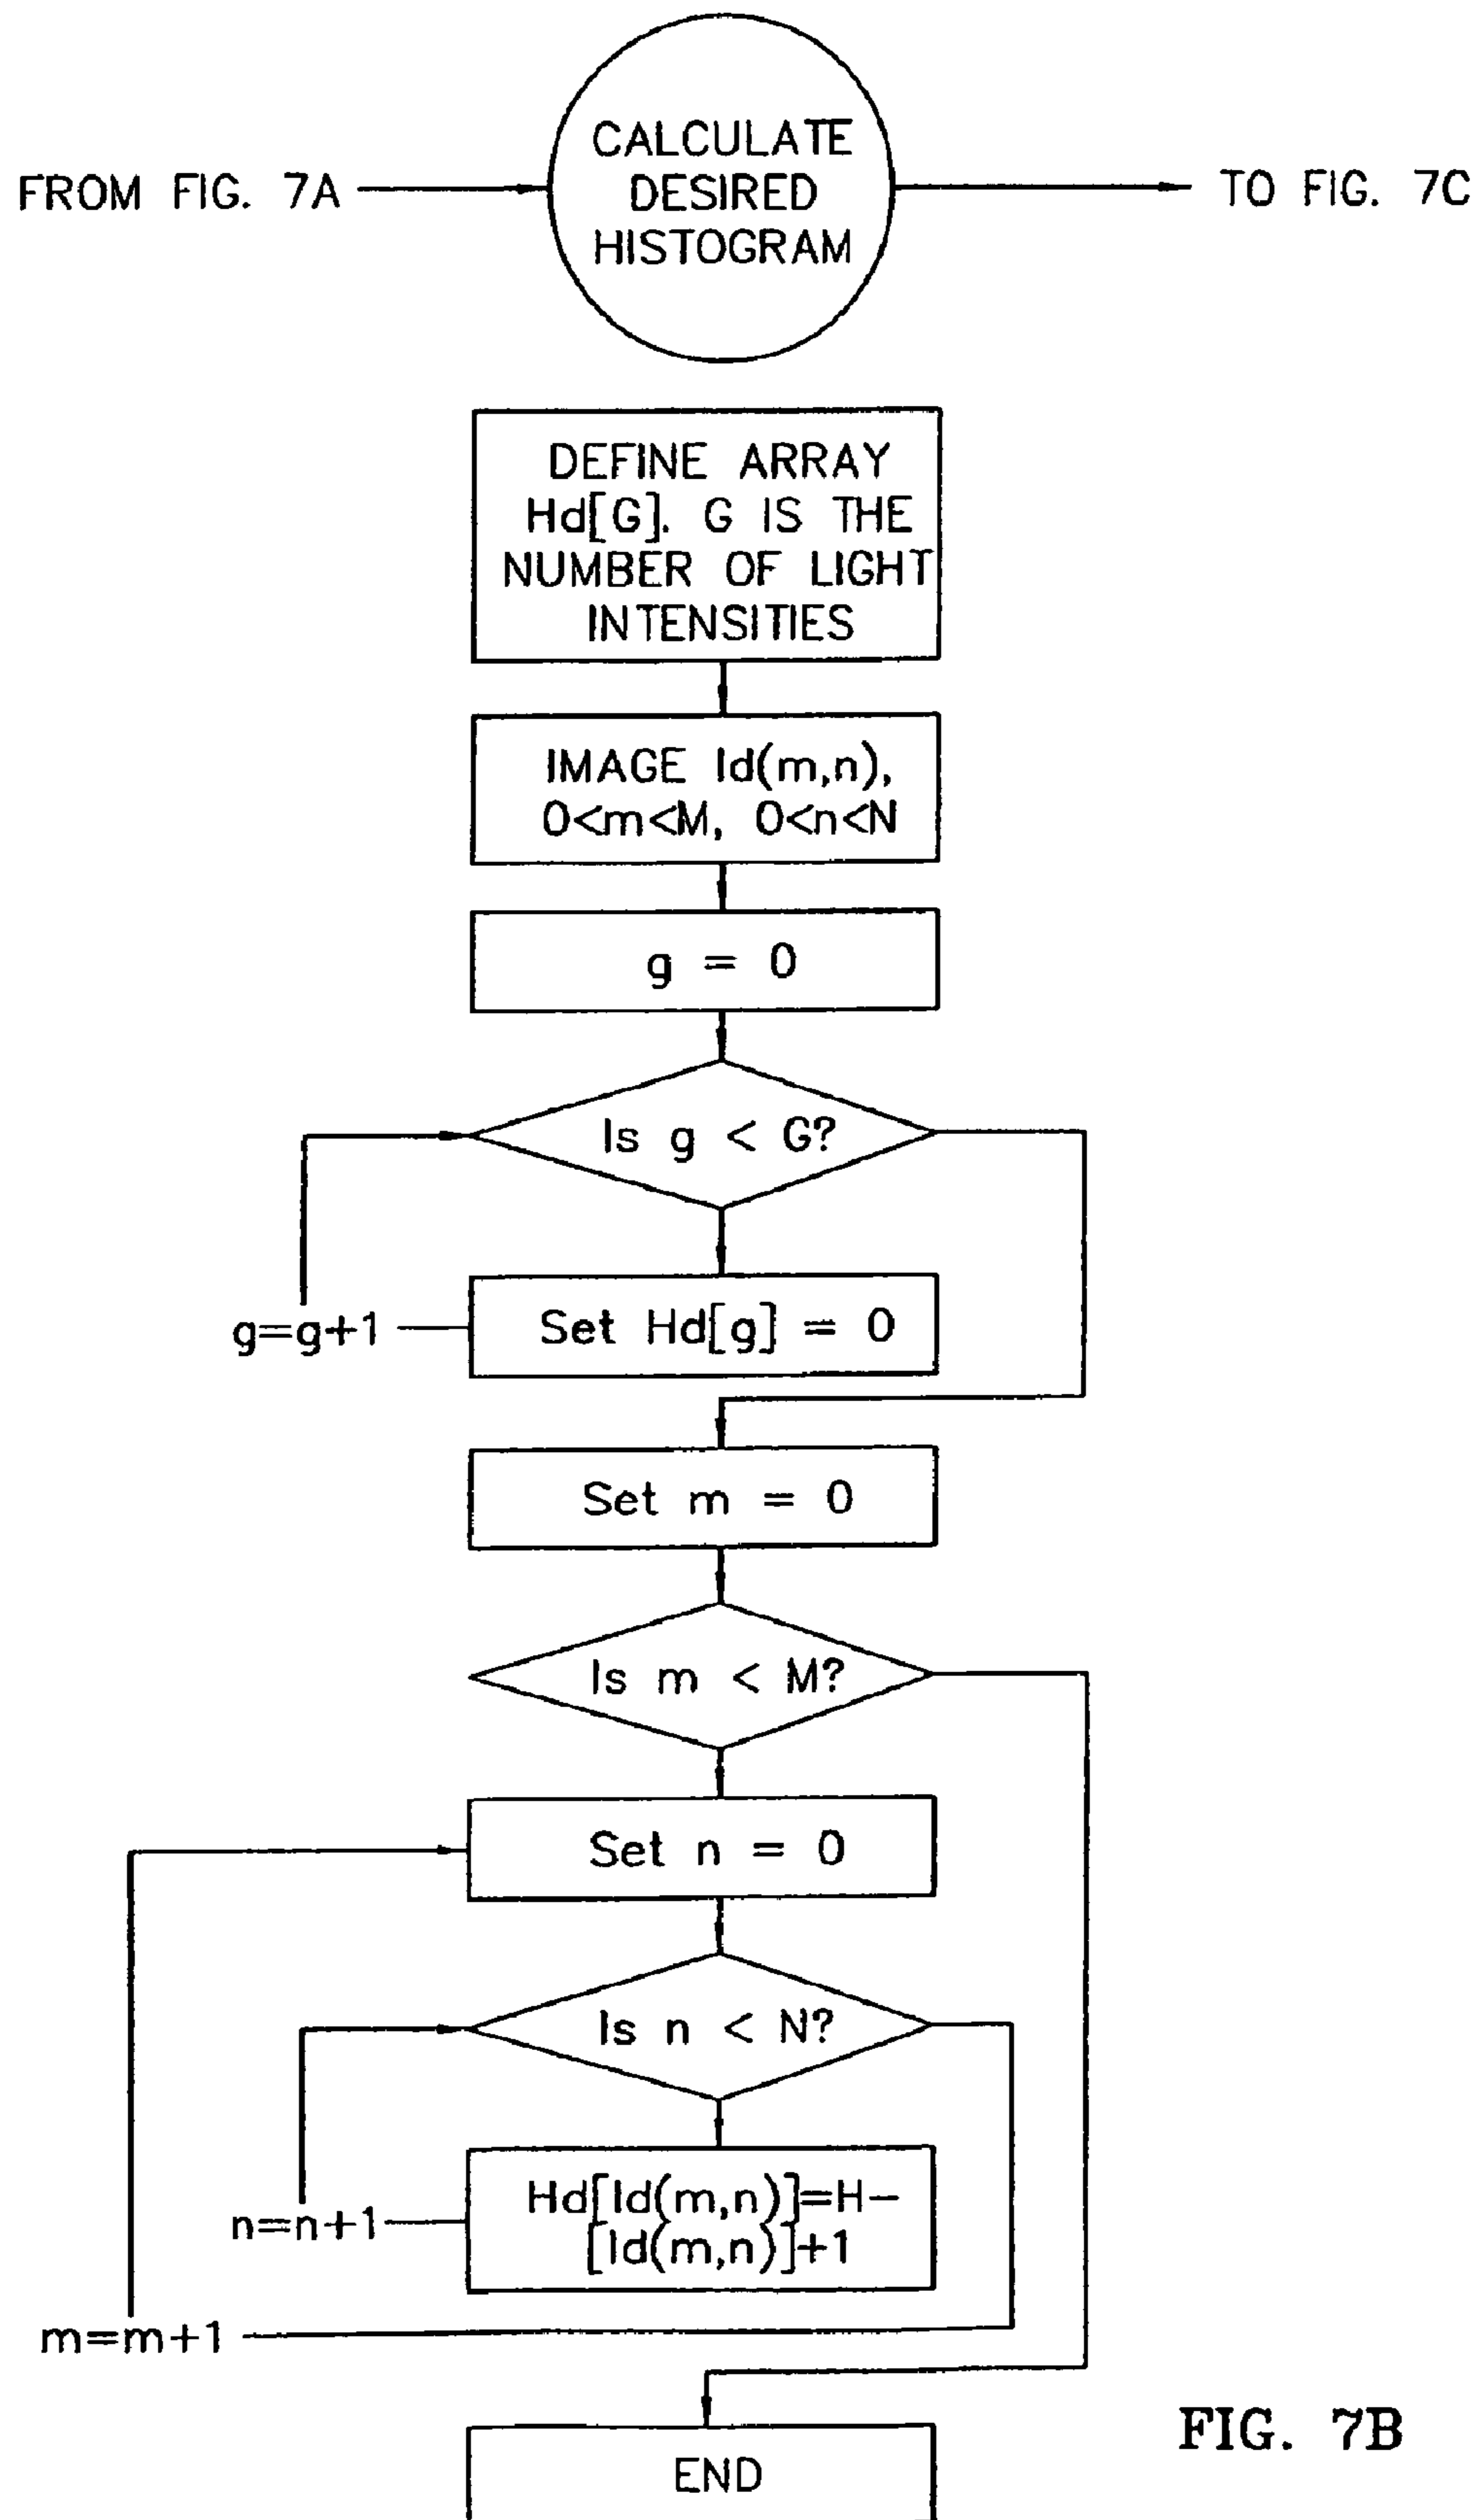 CALCULATE
DESIRED
HISTOGRAM
FROM FIG. 7A
TO FIG. 7C
DEFINE ARRAY
Hd[G]. G IS THE
NUMBER OF LIGHT
INTENSITIES
IMAGE Id(m,n),
0<m<M, 0<n<N
g = 0
Is g < G?
g=g+1
Set Hd[g] = 0
Set m = 0
Is m < M?
Set n = 0
Is n < N?
Hd[Id(m,n)]=H-
[Id(m,n)]+1
n=n+1
m=m+1
END
FIG. 7B